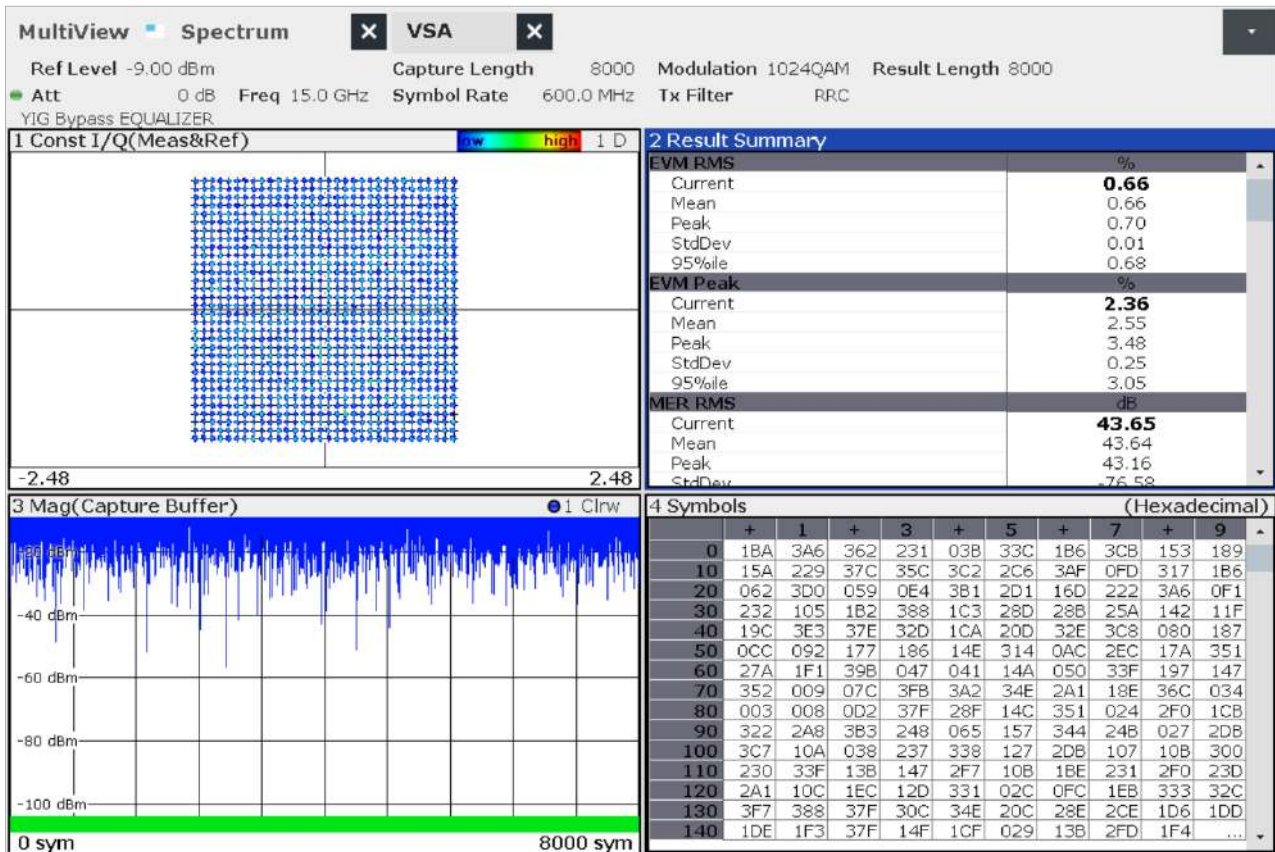 MultiView Spectrum X VSA X
Ref Level -9.00 dBm Capture Length 8000 Modulation 1024QAM Result Length 8000
Att 0 dB Freq 15.0 GHz Symbol Rate 600.0 MHz Tx Filter RRC
YIG Bypass EQUALIZER
1 Const I/Q(Meas&Ref) low high 1 D
-2.48 2.48
2 Result Summary
EVM RMS %
Current 0.66
Mean 0.66
Peak 0.70
StdDev 0.01
95%ile 0.68
EVM Peak %
Current 2.36
Mean 2.55
Peak 3.48
StdDev 0.25
95%ile 3.05
MER RMS dB
Current 43.65
Mean 43.64
Peak 43.16
StdDev -76.58
3 Mag(Capture Buffer) 1 Clrw
-40 dBm
-60 dBm
-80 dBm
-100 dBm
0 sym 8000 sym
4 Symbols (Hexadecimal)
+ 1 + 3 + 5 + 7 + 9
0 1BA 3A6 362 231 03B 33C 1B6 3CB 153 189
10 15A 229 37C 35C 3C2 2C6 3AF 0FD 317 1B6
20 062 3D0 059 0E4 3B1 2D1 16D 222 3A6 0F1
30 232 105 1B2 388 1C3 28D 28B 25A 142 11F
40 19C 3E3 37E 32D 1CA 20D 32E 3C8 080 187
50 0CC 092 177 186 14E 314 0AC 2EC 17A 351
60 27A 1F1 39B 047 041 14A 050 33F 197 147
70 352 009 07C 3FB 3A2 34E 2A1 18E 36C 034
80 003 008 0D2 37F 28F 14C 351 024 2F0 1CB
90 322 2A8 3B3 248 065 157 344 24B 027 2DB
100 3C7 10A 038 237 338 127 2DB 107 10B 300
110 230 33F 13B 147 2F7 10B 1BE 231 2F0 23D
120 2A1 10C 1EC 12D 331 02C 0FC 1EB 333 32C
130 3F7 388 37F 30C 34E 20C 28E 2CE 1D6 1DD
140 1DE 1F3 37F 14F 1CF 029 13B 2FD 1F4 ...